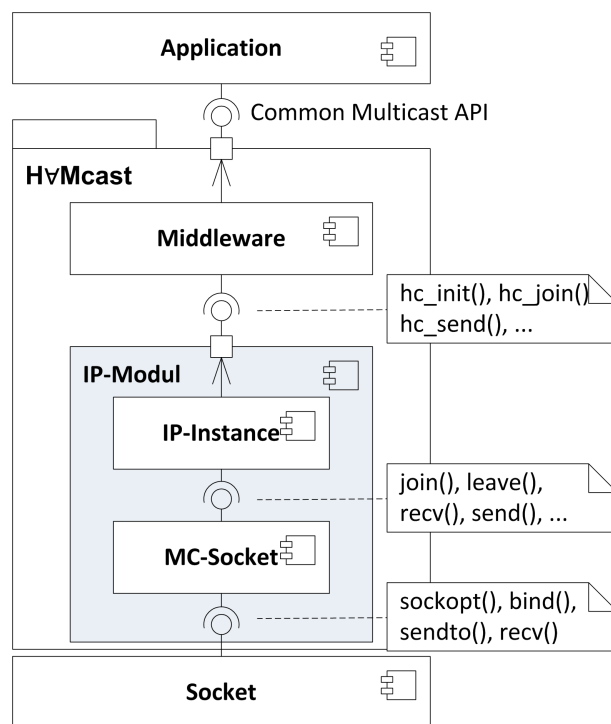 Application
Common Multicast API
H∀Mcast
Middleware
hc_init(), hc_join()
hc_send(), ...
IP-Modul
IP-Instance
join(), leave(),
recv(), send(), ...
MC-Socket
sockopt(), bind(),
sendto(), recv()
Socket